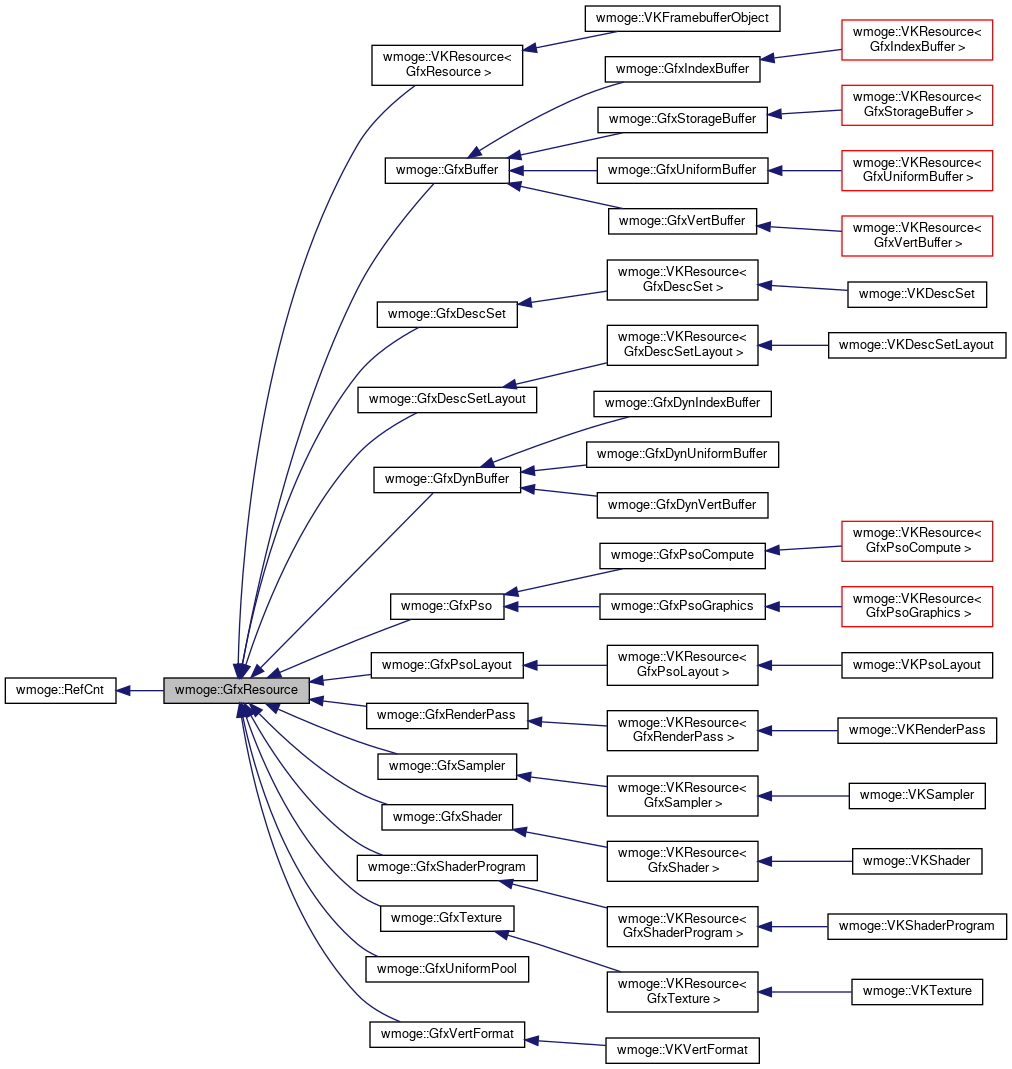 wmoge::RefCnt
wmoge::GfxResource
wmoge::VKResource<
GfxResource >
wmoge::VKFramebufferObject
wmoge::GfxBuffer
wmoge::GfxIndexBuffer
wmoge::VKResource<
GfxIndexBuffer >
wmoge::GfxStorageBuffer
wmoge::VKResource<
GfxStorageBuffer >
wmoge::GfxUniformBuffer
wmoge::VKResource<
GfxUniformBuffer >
wmoge::GfxVertBuffer
wmoge::VKResource<
GfxVertBuffer >
wmoge::GfxDescSet
wmoge::VKResource<
GfxDescSet >
wmoge::VKDescSet
wmoge::GfxDescSetLayout
wmoge::VKResource<
GfxDescSetLayout >
wmoge::VKDescSetLayout
wmoge::GfxDynBuffer
wmoge::GfxDynIndexBuffer
wmoge::GfxDynUniformBuffer
wmoge::GfxDynVertBuffer
wmoge::GfxPso
wmoge::GfxPsoCompute
wmoge::VKResource<
GfxPsoCompute >
wmoge::GfxPsoGraphics
wmoge::VKResource<
GfxPsoGraphics >
wmoge::GfxPsoLayout
wmoge::VKResource<
GfxPsoLayout >
wmoge::VKPsoLayout
wmoge::GfxRenderPass
wmoge::VKResource<
GfxRenderPass >
wmoge::VKRenderPass
wmoge::GfxSampler
wmoge::VKResource<
GfxSampler >
wmoge::VKSampler
wmoge::GfxShader
wmoge::VKResource<
GfxShader >
wmoge::VKShader
wmoge::GfxShaderProgram
wmoge::VKResource<
GfxShaderProgram >
wmoge::VKShaderProgram
wmoge::GfxTexture
wmoge::VKResource<
GfxTexture >
wmoge::VKTexture
wmoge::GfxUniformPool
wmoge::GfxVertFormat
wmoge::VKVertFormat